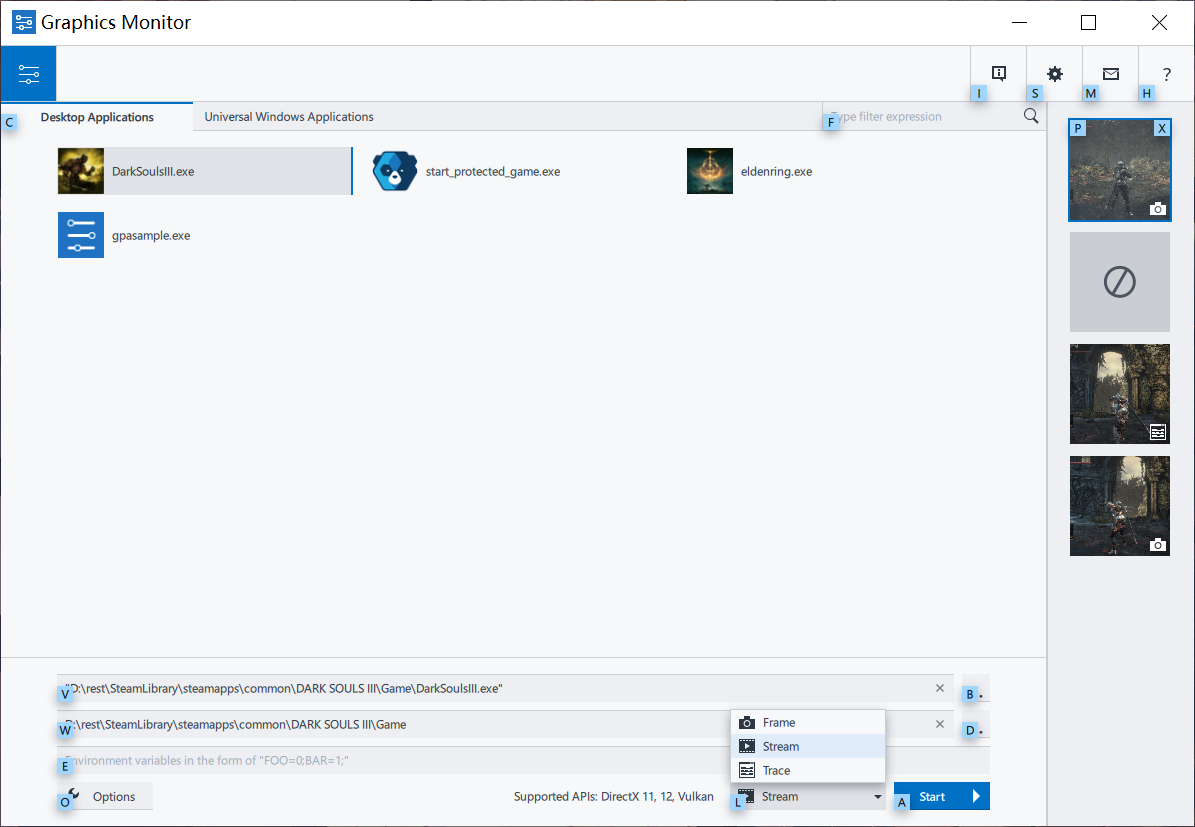 Graphics Monitor
I
S
M
?
H
C
Desktop Applications
Universal Windows Applications
F
Type filter expression
P
X
DarkSoulsIII.exe
start_protected_game.exe
eldenring.exe
gpasample.exe
V
"D:\rest\SteamLibrary\steamapps\common\DARK SOULS III\Game\DarkSoulsIII.exe"
B
W
D:\rest\SteamLibrary\steamapps\common\DARK SOULS III\Game
D
Frame
Stream
Trace
E
Environment variables in the form of "FOO=0;BAR=1;"
O
Options
Supported APIs: DirectX 11, 12, Vulkan
L
Stream
A
Start